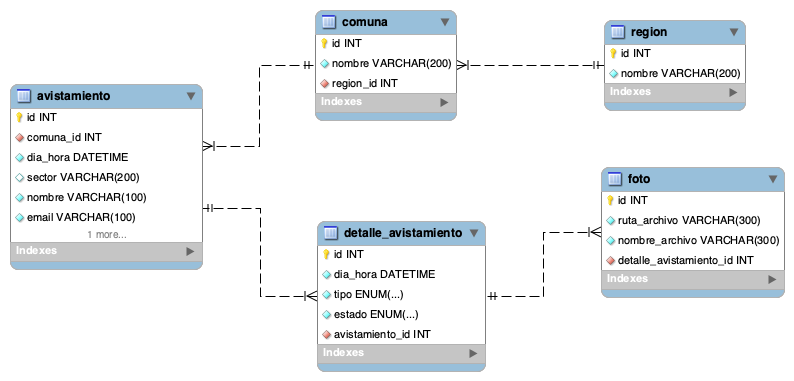 comuna
id INT
nombre VARCHAR(200)
region_id INT
Indexes
region
id INT
nombre VARCHAR(200)
Indexes
avistamiento
id INT
comuna_id INT
dia_hora DATETIME
sector VARCHAR(200)
nombre VARCHAR(100)
email VARCHAR(100)
1 more...
Indexes
detalle_avistamiento
id INT
dia_hora DATETIME
tipo ENUM(...)
estado ENUM(...)
avistamiento_id INT
Indexes
foto
id INT
ruta_archivo VARCHAR(300)
nombre_archivo VARCHAR(300)
detalle_avistamiento_id INT
Indexes